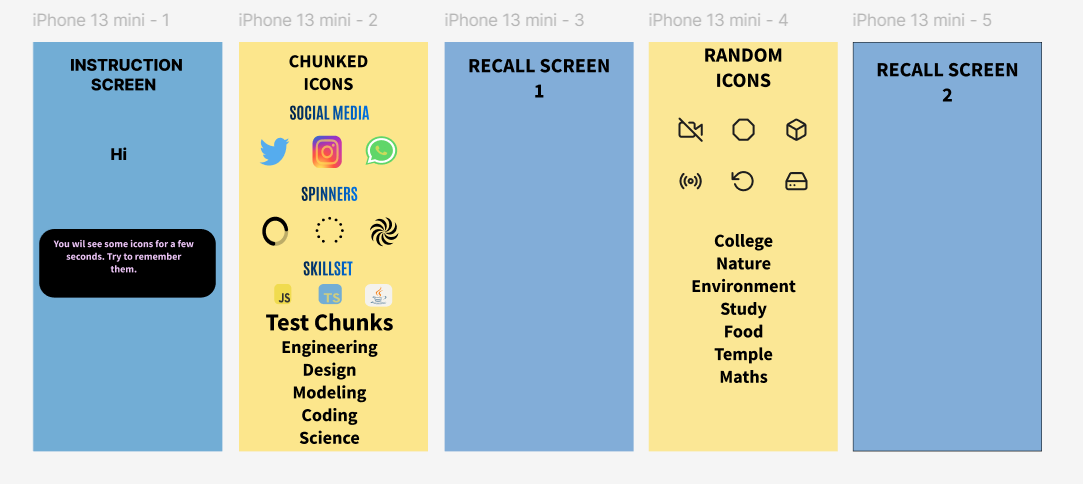 iPhone 13 mini - 1
INSTRUCTION
SCREEN
Hi
You wil see some icons for a few
seconds. Try to remember
them.
iPhone 13 mini - 2
CHUNKED
ICONS
SOCIAL MEDIA
SPINNERS
SKILLSET
JS
TS
Test Chunks
Engineering
Design
Modeling
Coding
Science
iPhone 13 mini - 3
RECALL SCREEN
1
iPhone 13 mini - 4
RANDOM
ICONS
College
Nature
Environment
Study
Food
Temple
Maths
iPhone 13 mini - 5
RECALL SCREEN
2